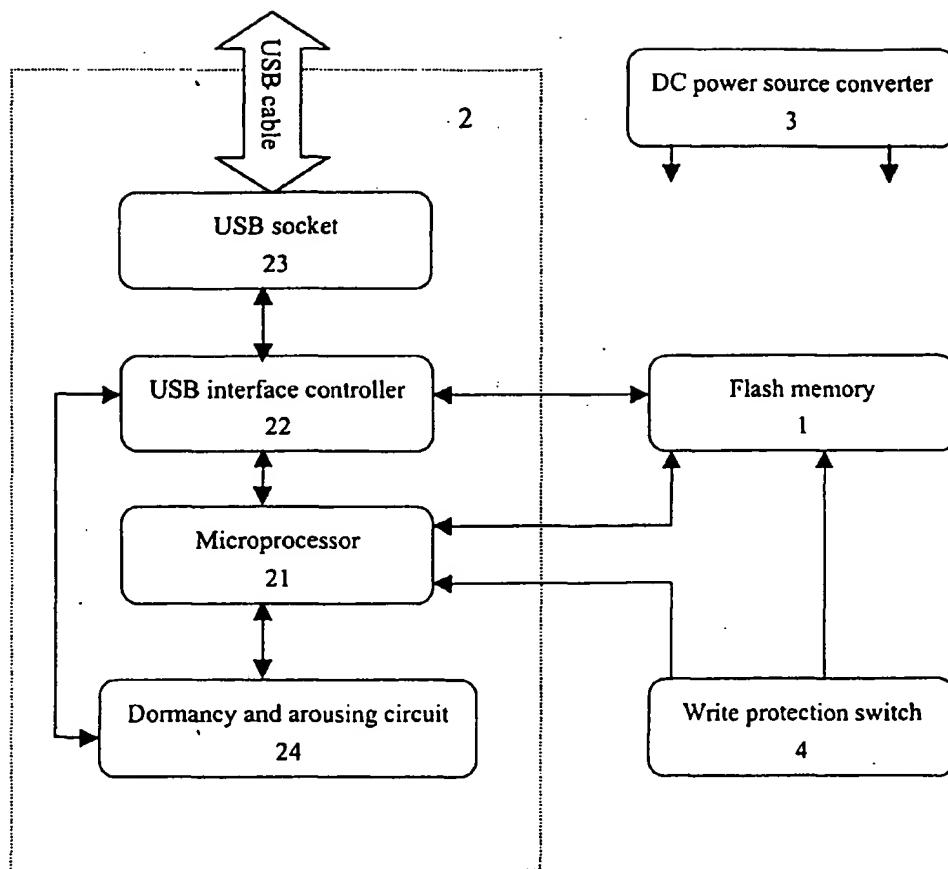 USB cable
2
DC power source converter
3
USB socket
23
USB interface controller
22
Flash memory
1
Microprocessor
21
Dormancy and arousing circuit
24
Write protection switch
4